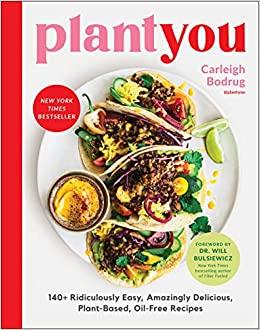 plantyou
Carleigh
Bodrug
@plantyou
NEW YORK
TIMES
BESTSELLER
FOREWORD BY
DR. WILL
BULSIEWICZ
New York Times
bestselling author
of Fiber Fueled
140+ Ridiculously Easy, Amazingly Delicious,
Plant-Based, Oil-Free Recipes